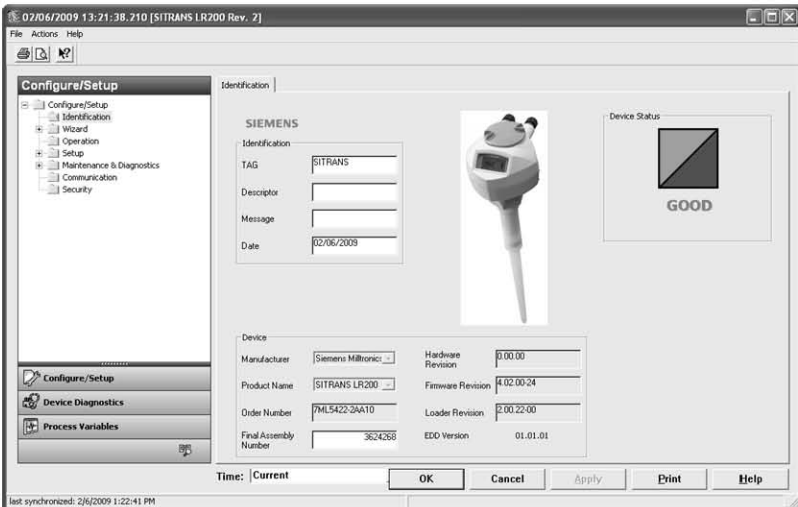 02/06/2009 13:21:38.210 [SITRANS LR200 Rev. 2]
File Actions Help
Configure/Setup
Configure/Setup
Identification
Wizard
Operation
Setup
Maintenance & Diagnostics
Communication
Security
Configure/Setup
Device Diagnostics
Process Variables
Identification
SIEMENS
Identification
TAG SITRANS
Descriptor
Message
Date 02/06/2009
Device Status
GOOD
Device
Manufacturer Siemens Milltronics
Product Name SITRANS LR200
Order Number 7ML5422-2AA10
Final Assembly
Number 3624268
Hardware
Revision 0.00.00
Firmware Revision 4.02.00-24
Loader Revision 2.00.22-00
EDD Version 01.01.01
Time: Current OK Cancel Apply Print Help
last synchronized: 2/6/2009 1:22:41 PM